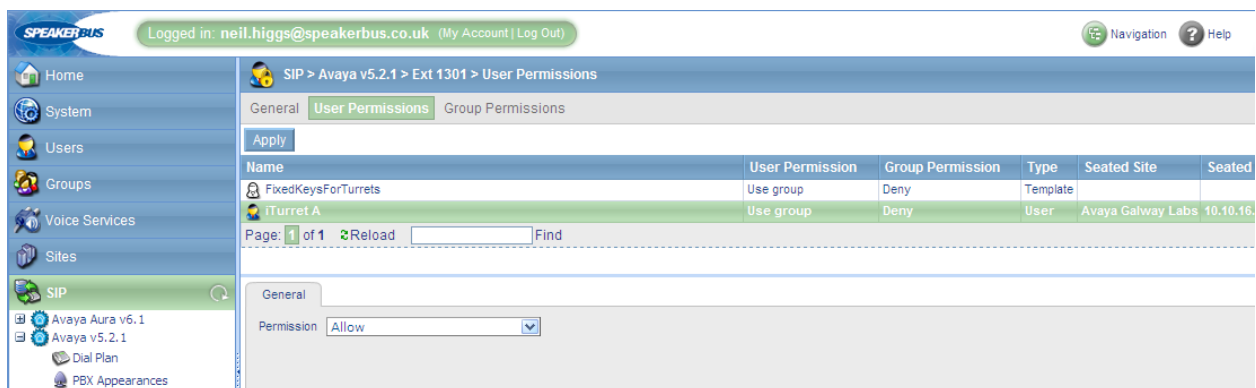 SPEAKERBUS Logged in: neil.higgs@speakerbus.co.uk (My Account | Log Out) Navigation ? Help
Home
System
Users
Groups
Voice Services
Sites
SIP
Avaya Aura v6.1
Avaya v5.2.1
Dial Plan
PBX Appearances
SIP > Avaya v5.2.1 > Ext 1301 > User Permissions
General User Permissions Group Permissions
Apply
Name User Permission Group Permission Type Seated Site Seated
FixedKeysForTurrets Use group Deny Template
iTurret A Use group Deny User Avaya Galway Labs 10.10.16.
Page: 1 of 1 Reload Find
General
Permission Allow